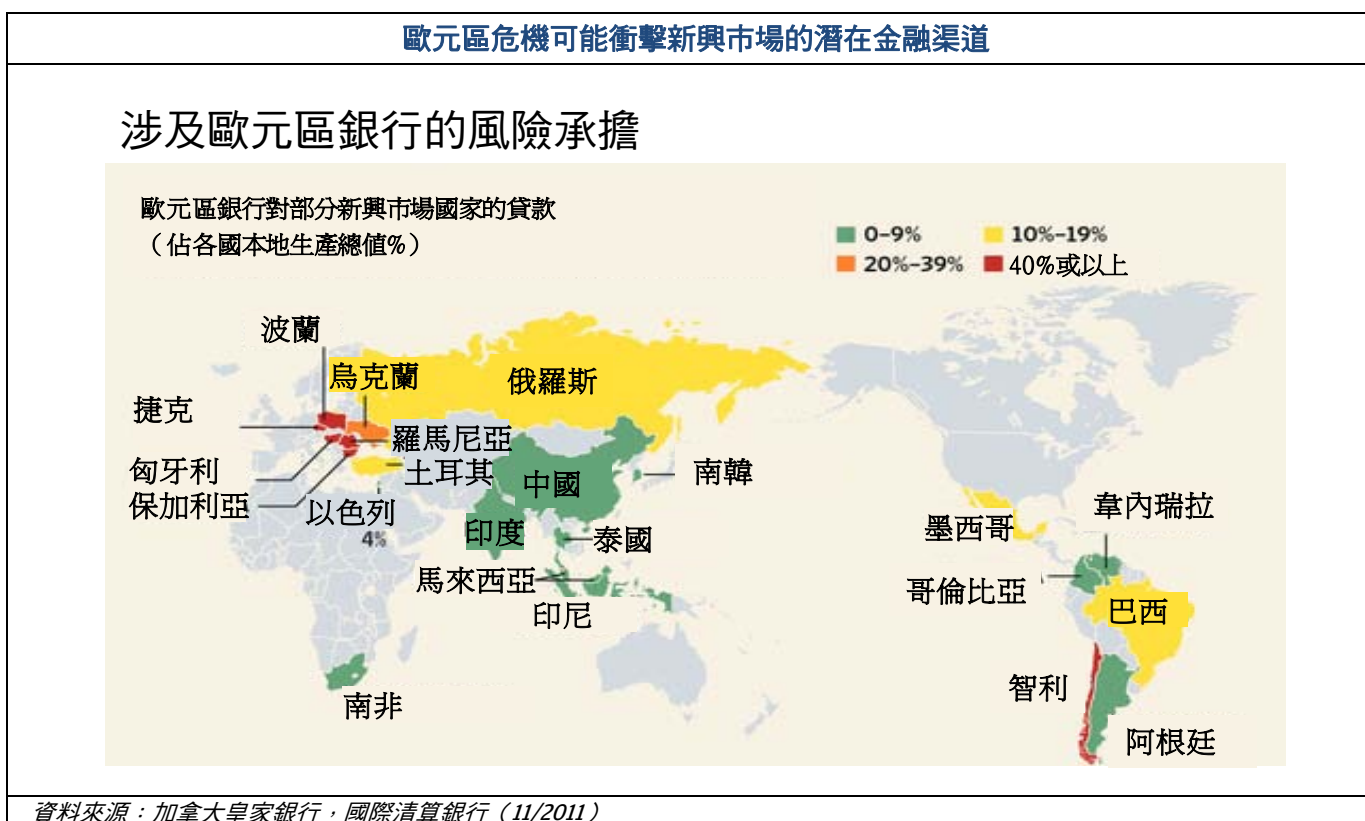 歐元區危機可能衝擊新興市場的潛在金融渠道
涉及歐元區銀行的風險承擔
歐元區銀行對部分新興市場國家的貸款
(佔各國本地生產總值%)
0–9%
10%–19%
20%–39%
40%或以上
波蘭
烏克蘭
俄羅斯
捷克
羅馬尼亞
匈牙利
土耳其
保加利亞
以色列
4%
中國
南韓
印度
泰國
馬來西亞
印尼
南非
墨西哥
韋內瑞拉
哥倫比亞
巴西
智利
阿根廷
資料來源：加拿大皇家銀行，國際清算銀行（11/2011）